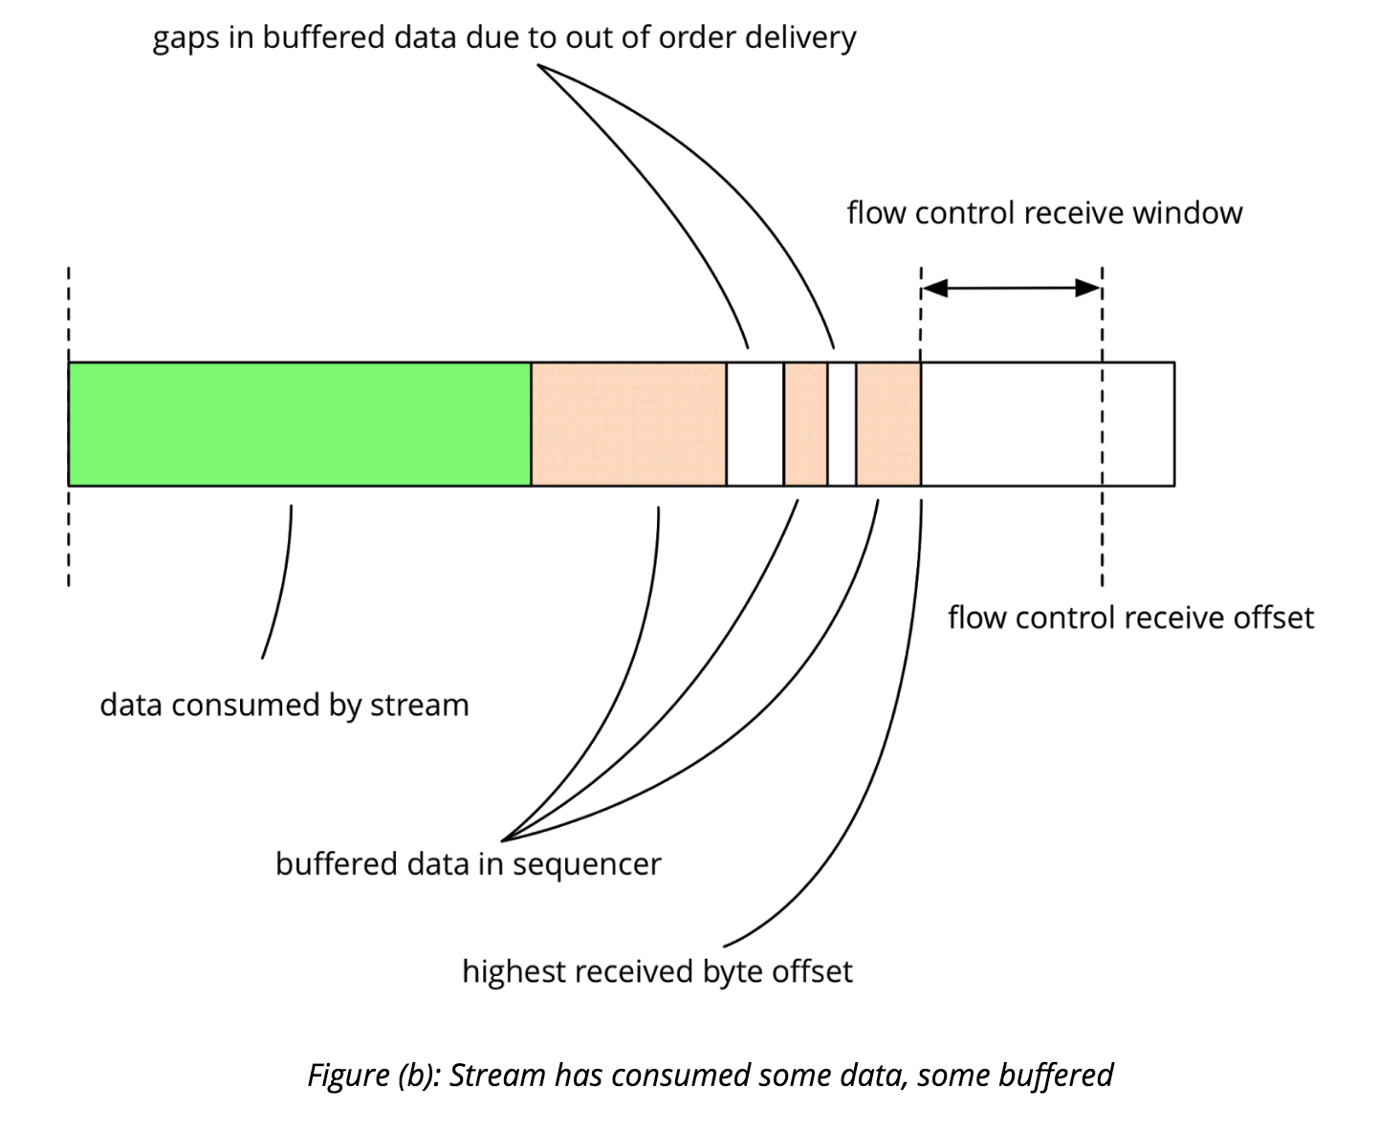 gaps in buffered data due to out of order delivery
flow control receive window
flow control receive offset
data consumed by stream
buffered data in sequencer
highest received byte offset
Figure (b): Stream has consumed some data, some buffered